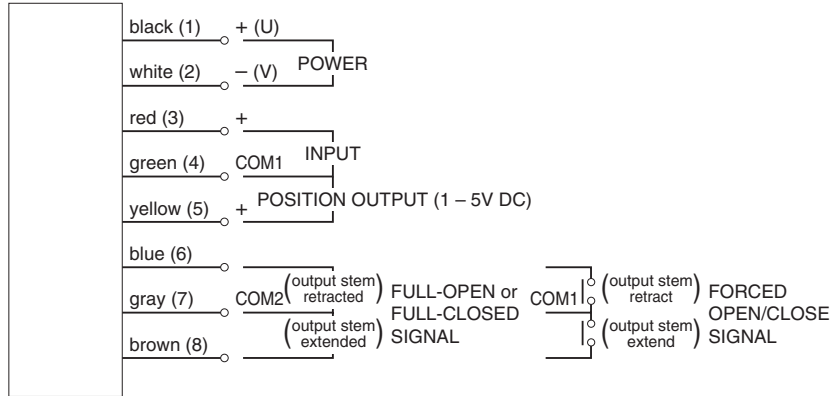 black (1) + (U)
POWER
white (2) – (V)
red (3) +
INPUT
green (4) COM1
POSITION OUTPUT (1 – 5V DC)
yellow (5) +
blue (6)
gray (7) COM2
brown (8)
(output stem
retracted)
(output stem
extended)
FULL-OPEN or
FULL-CLOSED
SIGNAL
COM1
(output stem
retract)
(output stem
extend)
FORCED
OPEN/CLOSE
SIGNAL